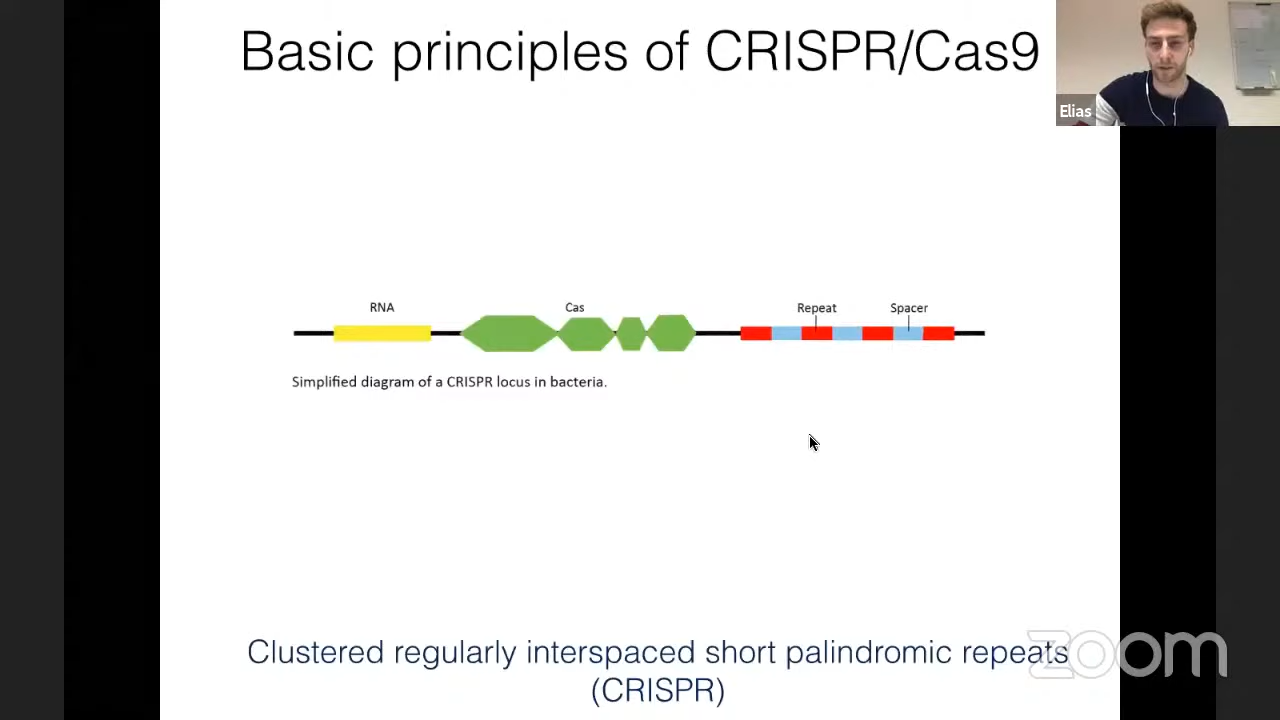 Basic principles of CRISPR/Cas9
Elias
RNA
Cas
Repeat
Spacer
Simplified diagram of a CRISPR locus in bacteria.
Clustered regularly interspaced short palindromic repeats
(CRISPR)
zoom